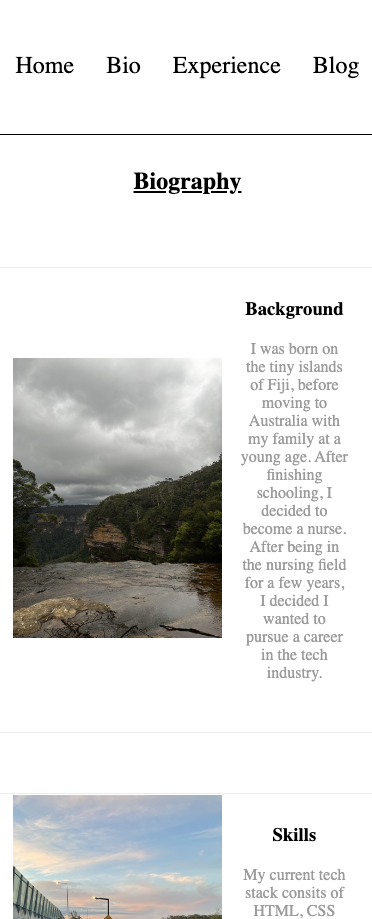 Home Bio Experience Blog
Biography
Background
I was born on
the tiny islands
of Fiji, before
moving to
Australia with
my family at a
young age. After
finishing
schooling, I
decided to
become a nurse.
After being in
the nursing field
for a few years,
I decided I
wanted to
pursue a career
in the tech
industry.
Skills
My current tech
stack consits of
HTML, CSS